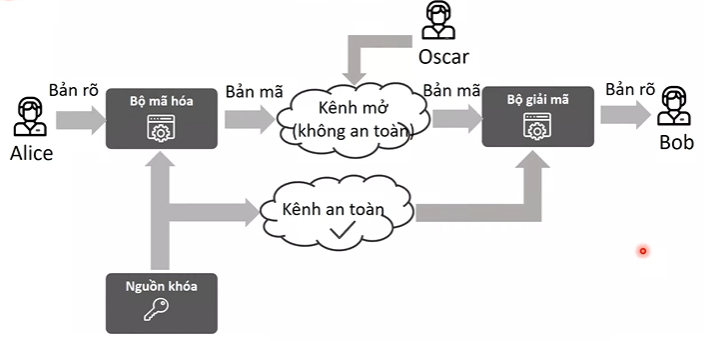 Oscar
Bản rõ
Bộ mã hóa
Bản mã
Kênh mở
(không an toàn)
Bản mã
Bộ giải mã
Bản rõ
Alice
Bob
Kênh an toàn
Nguồn khóa